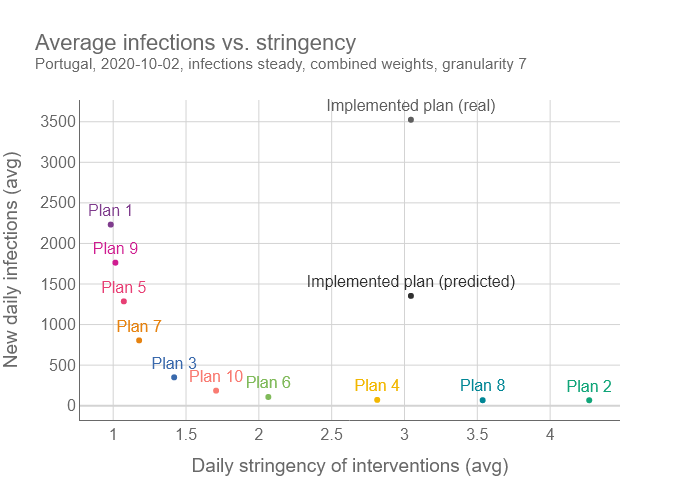 Average infections vs. stringency
Portugal, 2020-10-02, infections steady, combined weights, granularity 7
Implemented plan (real)
3500
3000
2500
Plan 1
2000
Plan 9
1500
Implemented plan (predicted)
Plan 5
1000
Plan 7
500
Plan 3
Plan 10
Plan 6
Plan 4
Plan 8
Plan 2
0
1
1.5
2
2.5
3
3.5
4
New daily infections (avg)
Daily stringency of interventions (avg)